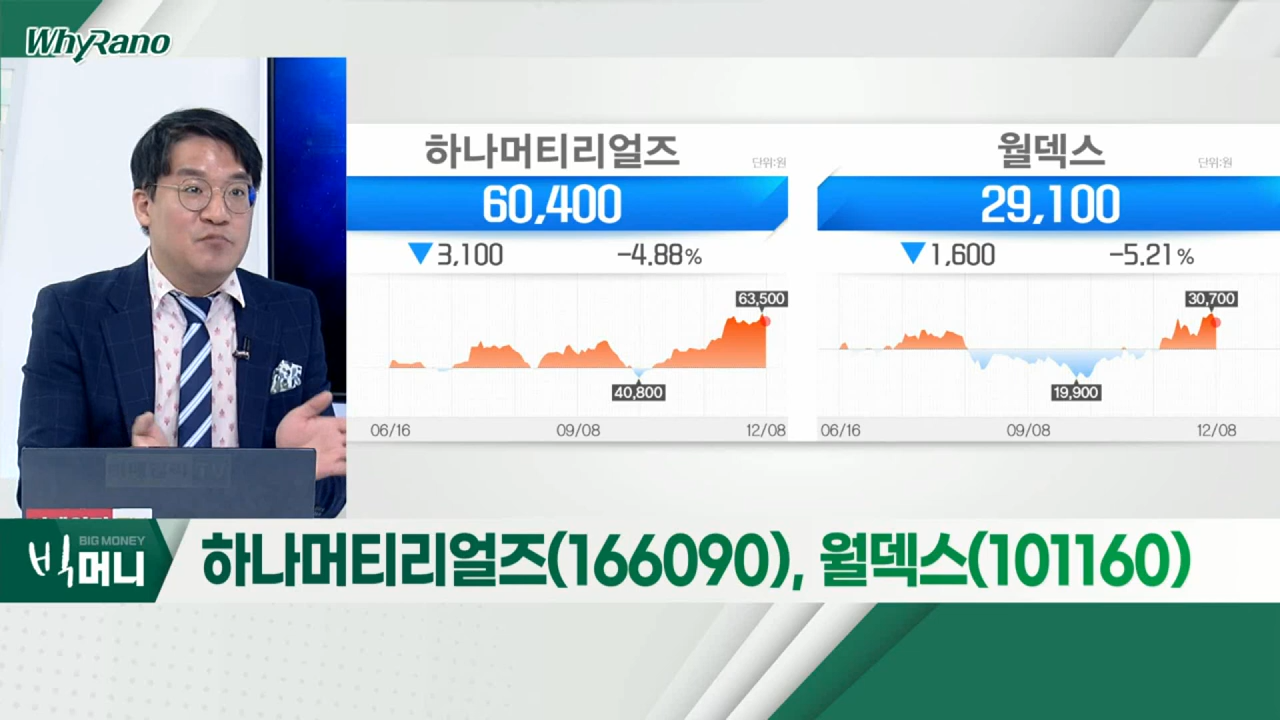 WhyRano
하나머티리얼즈
단위:원
60,400
▼3,100 -4.88%
63,500
40,800
06/16 09/08 12/08
월덱스
단위:원
29,100
▼1,600 -5.21%
30,700
19,900
06/16 09/08 12/08
BIG MONEY
빅머니
하나머티리얼즈(166090), 월덱스(101160)